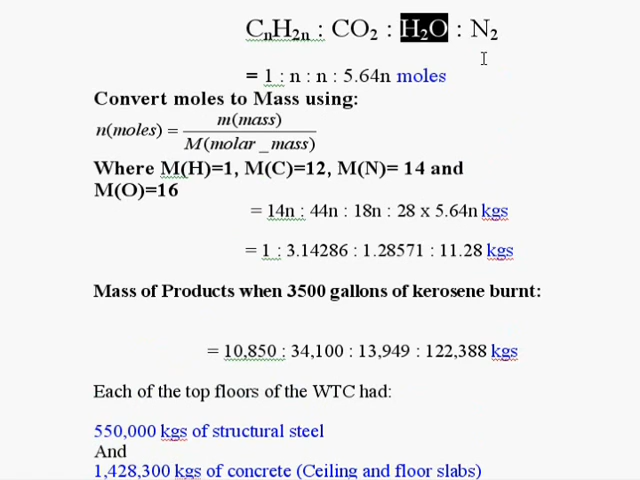 CₙH₂ₙ : CO₂ : H₂O : N₂
= 1 : n : n : 5.64n moles
Convert moles to Mass using:
n(moles) = m(mass) / M(molar _ mass)
Where M(H)=1, M(C)=12, M(N)= 14 and
M(O)=16
= 14n : 44n : 18n : 28 x 5.64n kgs
= 1 : 3.14286 : 1.28571 : 11.28 kgs
Mass of Products when 3500 gallons of kerosene burnt:
= 10,850 : 34,100 : 13,949 : 122,388 kgs
Each of the top floors of the WTC had:
550,000 kgs of structural steel
And
1,428,300 kgs of concrete (Ceiling and floor slabs)